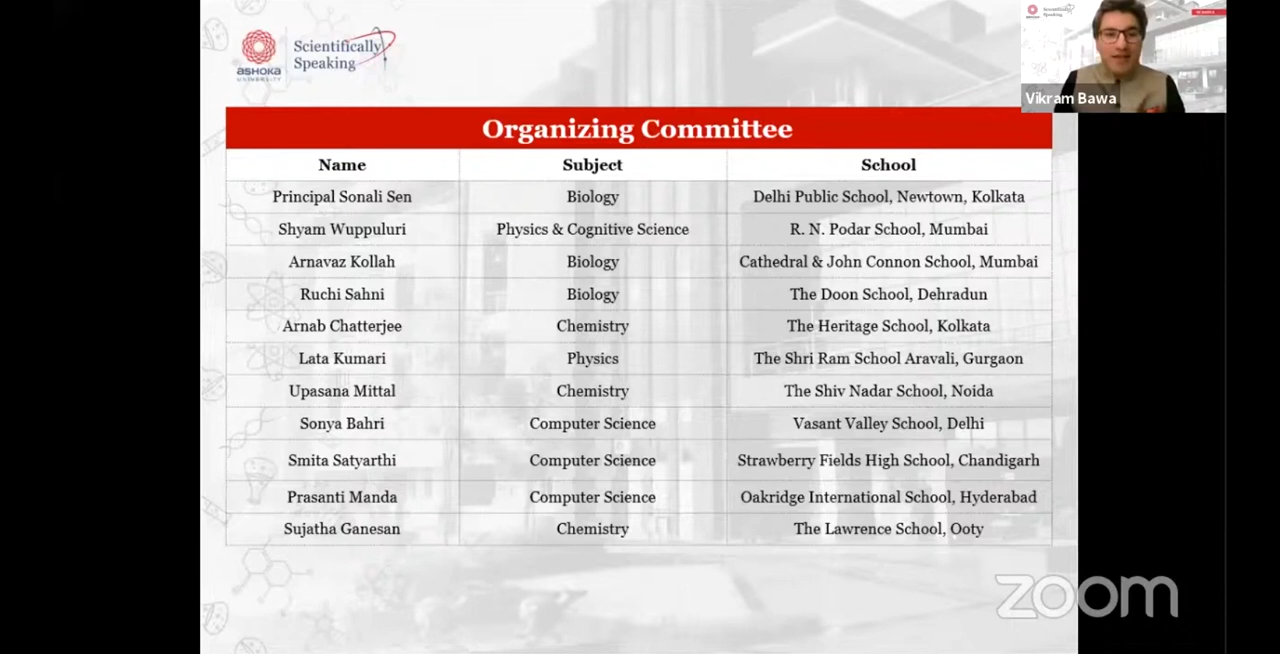 ASHOKA
UNIVERSITY
Scientifically
Speaking
Scientifically
Speaking
Vikram Bawa
Organizing Committee
Name Subject School
Principal Sonali Sen Biology Delhi Public School, Newtown, Kolkata
Shyam Wuppuluri Physics & Cognitive Science R. N. Podar School, Mumbai
Arnavaz Kollah Biology Cathedral & John Connon School, Mumbai
Ruchi Sahni Biology The Doon School, Dehradun
Arnab Chatterjee Chemistry The Heritage School, Kolkata
Lata Kumari Physics The Shri Ram School Aravali, Gurgaon
Upasana Mittal Chemistry The Shiv Nadar School, Noida
Sonya Bahri Computer Science Vasant Valley School, Delhi
Smita Satyarthi Computer Science Strawberry Fields High School, Chandigarh
Prasanti Manda Computer Science Oakridge International School, Hyderabad
Sujatha Ganesan Chemistry The Lawrence School, Ooty
zoom